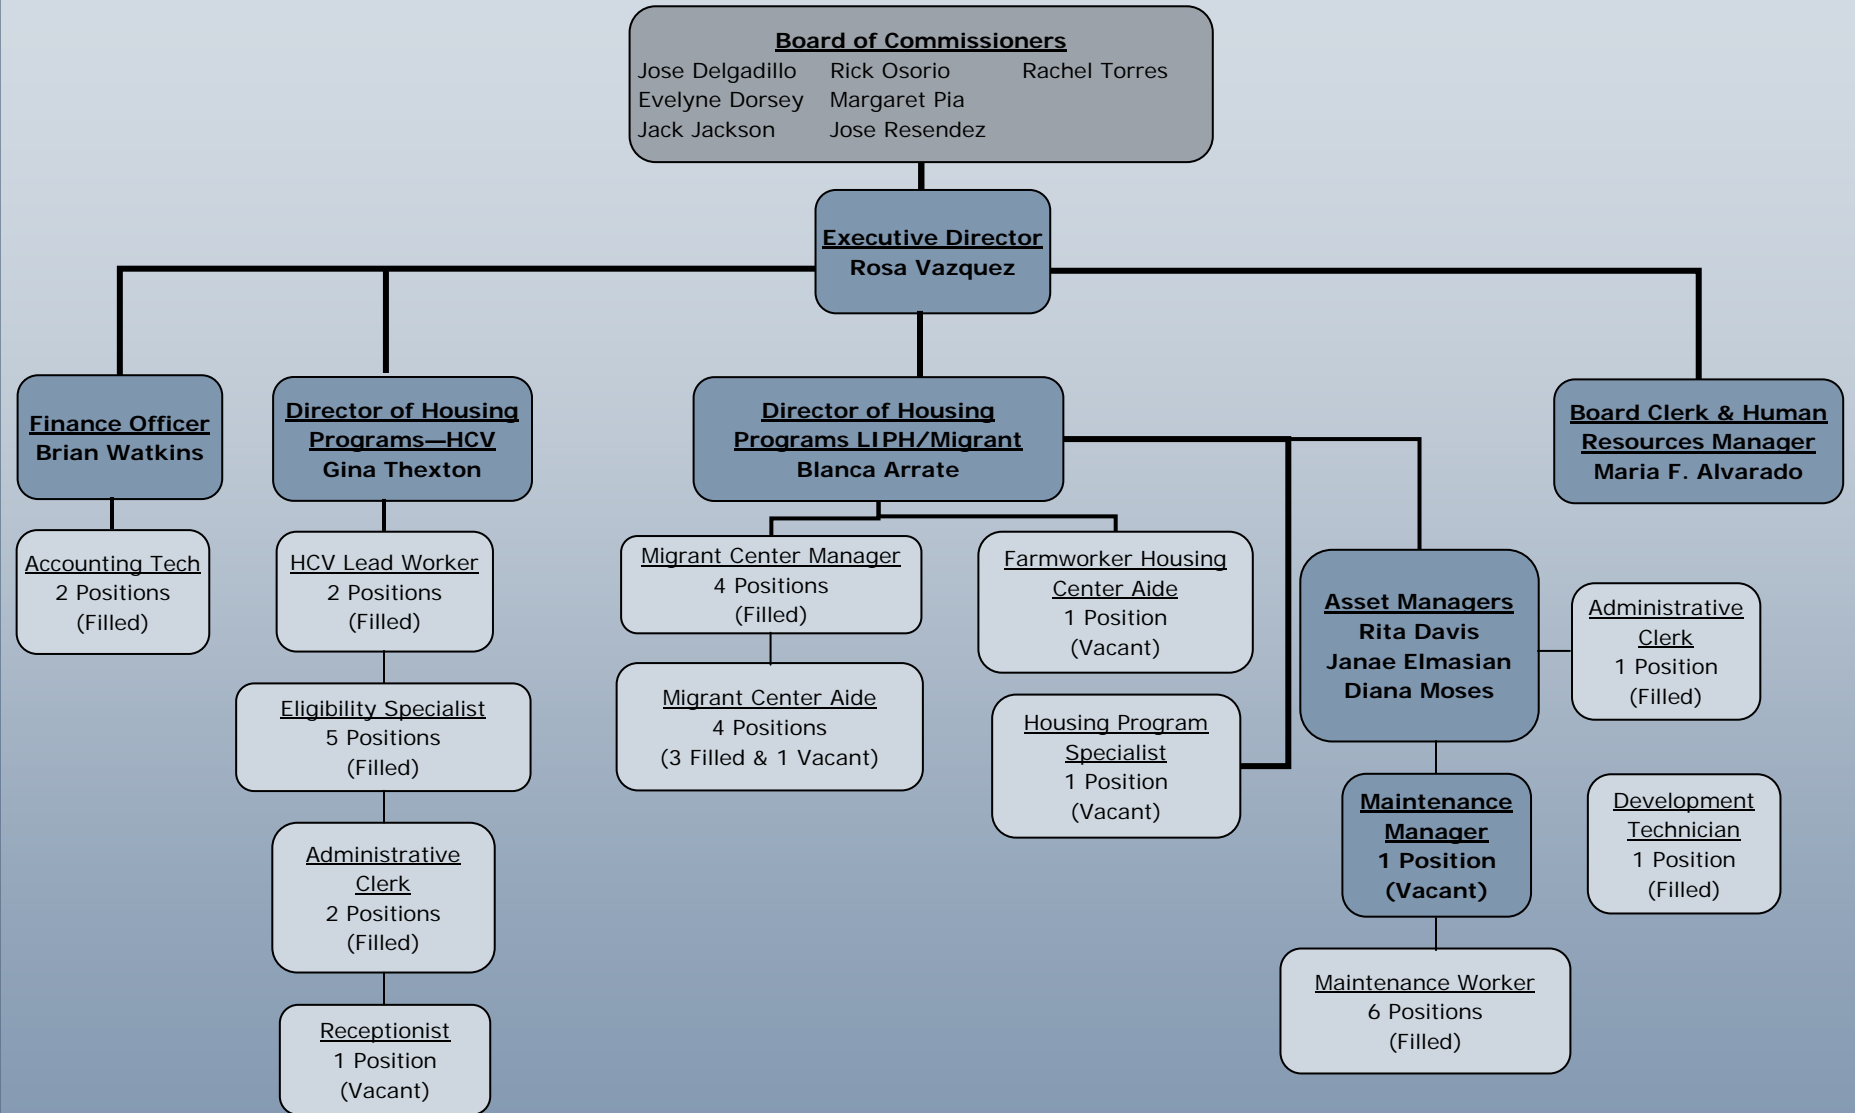 Board of Commissioners
Jose Delgadillo Rick Osorio Rachel Torres
Evelyne Dorsey Margaret Pia
Jack Jackson Jose Resendez
Executive Director
Rosa Vazquez
Finance Officer
Brian Watkins
Accounting Tech
2 Positions
(Filled)
Director of Housing
Programs—HCV
Gina Thexton
HCV Lead Worker
2 Positions
(Filled)
Eligibility Specialist
5 Positions
(Filled)
Administrative
Clerk
2 Positions
(Filled)
Receptionist
1 Position
(Vacant)
Director of Housing
Programs LIPH/Migrant
Blanca Arrate
Migrant Center Manager
4 Positions
(Filled)
Migrant Center Aide
4 Positions
(3 Filled & 1 Vacant)
Farmworker Housing
Center Aide
1 Position
(Vacant)
Housing Program
Specialist
1 Position
(Vacant)
Asset Managers
Rita Davis
Janae Elmasian
Diana Moses
Administrative
Clerk
1 Position
(Filled)
Maintenance
Manager
1 Position
(Vacant)
Development
Technician
1 Position
(Filled)
Maintenance Worker
6 Positions
(Filled)
Board Clerk & Human
Resources Manager
Maria F. Alvarado